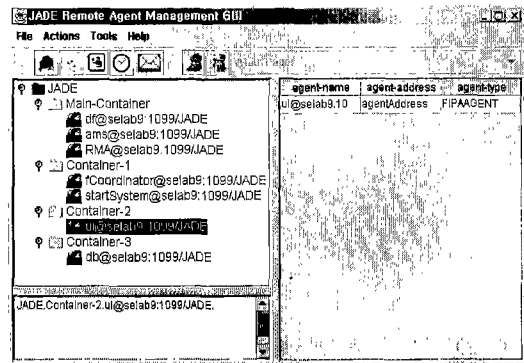 JADE Remote Agent Management GUI
File Actions Tools Help
JADE
Main-Container
df@selab9:1099/JADE
ams@selab9:1099/JADE
RMA@selab9:1099/JADE
Container-1
fCoordinator@selab9:1099/JADE
startSystem@selab9:1099/JADE
Container-2
ui@selab9:1099/JADE
Container-3
db@selab9:1099/JADE
agent-name agent-address agent-type
ui@selab9.10 agentAddress FIPAAGENT
JADE.Container-2.ui@selab9:1099/JADE.